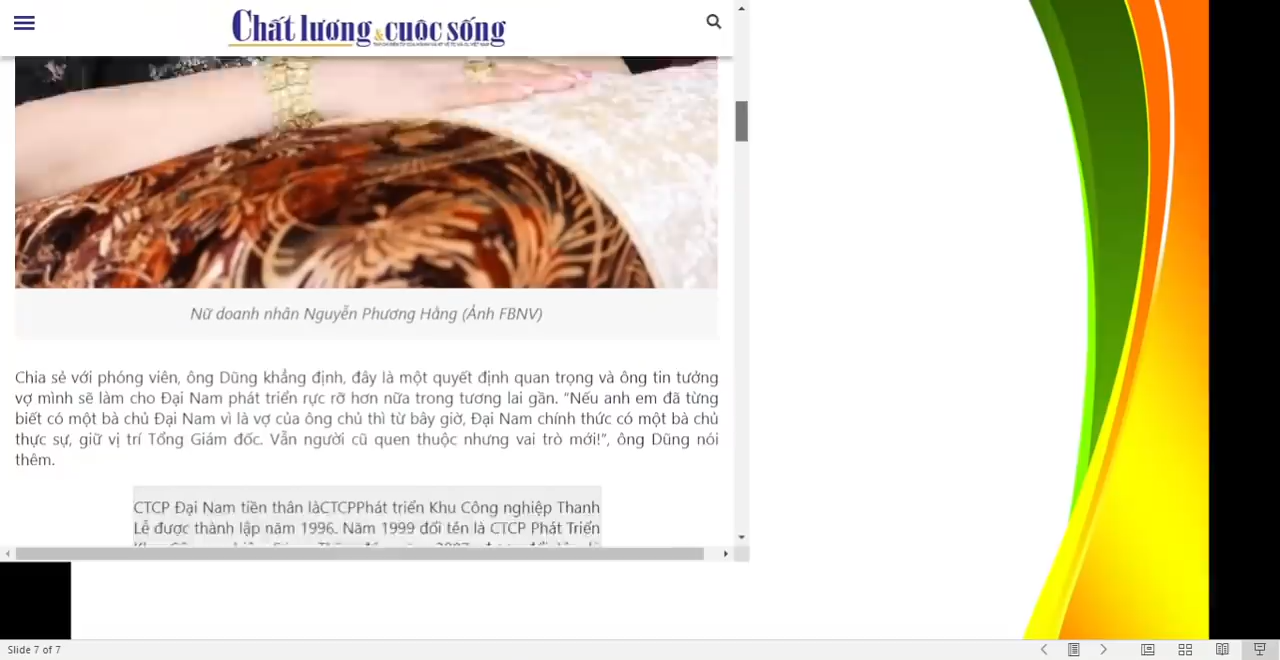 Chất lượng & cuộc sống
Nữ doanh nhân Nguyễn Phương Hằng (Ảnh FBNV)
Chia sẻ với phóng viên, ông Dũng khẳng định, đây là một quyết định quan trọng và ông tin tưởng
vợ mình sẽ làm cho Đại Nam phát triển rực rỡ hơn nữa trong tương lai gần. “Nếu anh em đã từng
biết có một bà chủ Đại Nam vì là vợ của ông chủ thì từ bây giờ, Đại Nam chính thức có một bà chủ
thực sự, giữ vị trí Tổng Giám đốc. Vẫn người cũ quen thuộc nhưng vai trò mới!”, ông Dũng nói
thêm.
CTCP Đại Nam tiền thân làCTCPPhát triển Khu Công nghiệp Thanh
Lễ được thành lập năm 1996. Năm 1999 đổi tên là CTCP Phát Triển
Slide 7 of 7